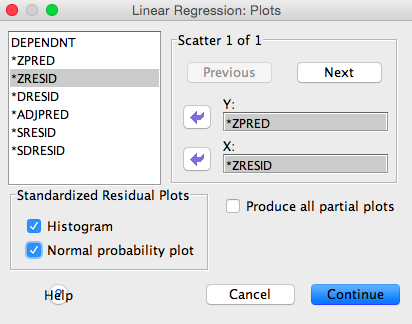 Linear Regression: Plots
DEPENDNT
*ZPRED
*ZRESID
*DRESID
*ADJPRED
*SRESID
*SDRESID
Scatter 1 of 1
Previous
Next
Y:
*ZPRED
X:
*ZRESID
Standardized Residual Plots
Histogram
Normal probability plot
Produce all partial plots
Help
Cancel
Continue